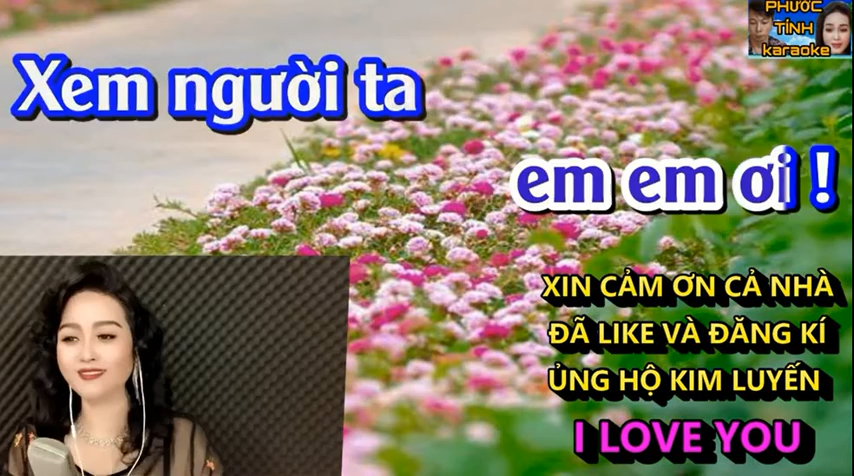 PHƯỚC
TÍNH
karaoke
Xem người ta
em em ơi !
XIN CẢM ƠN CẢ NHÀ
ĐÃ LIKE VÀ ĐĂNG KÍ
ỦNG HỘ KIM LUYẾN
I LOVE YOU